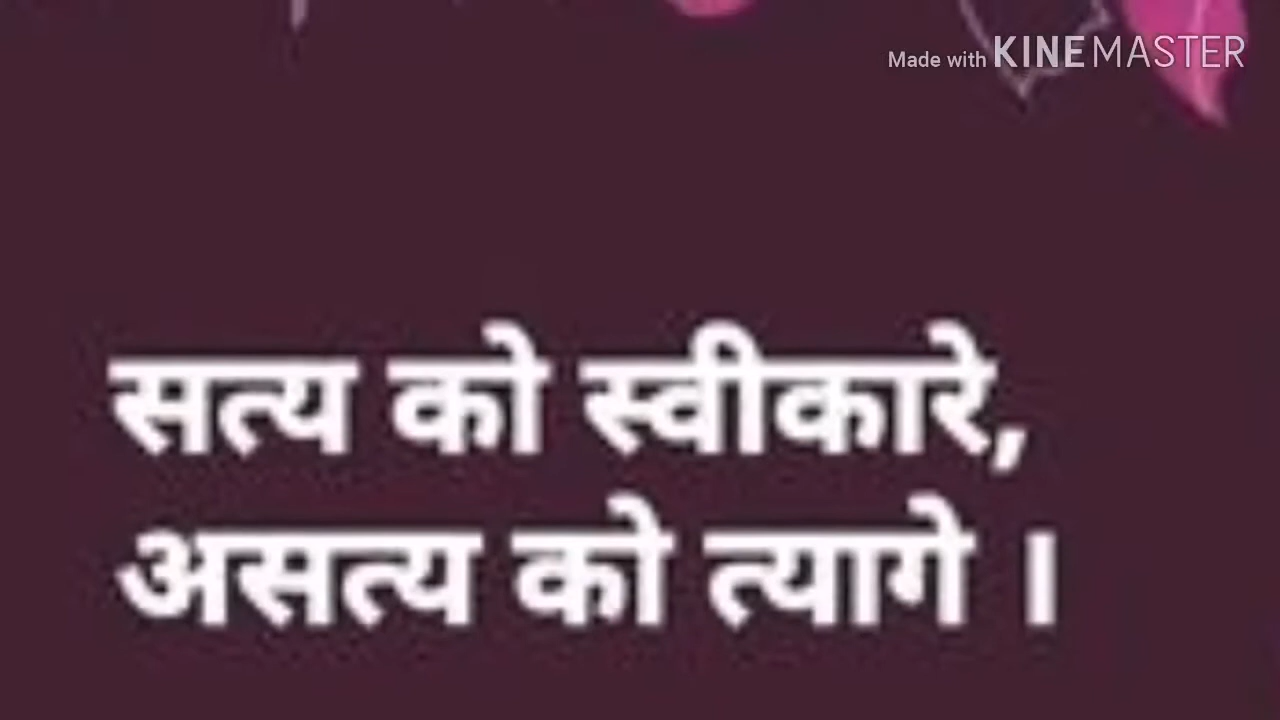 Made with KINEMASTER
सत्य को स्वीकारे,
असत्य को त्यागे ।